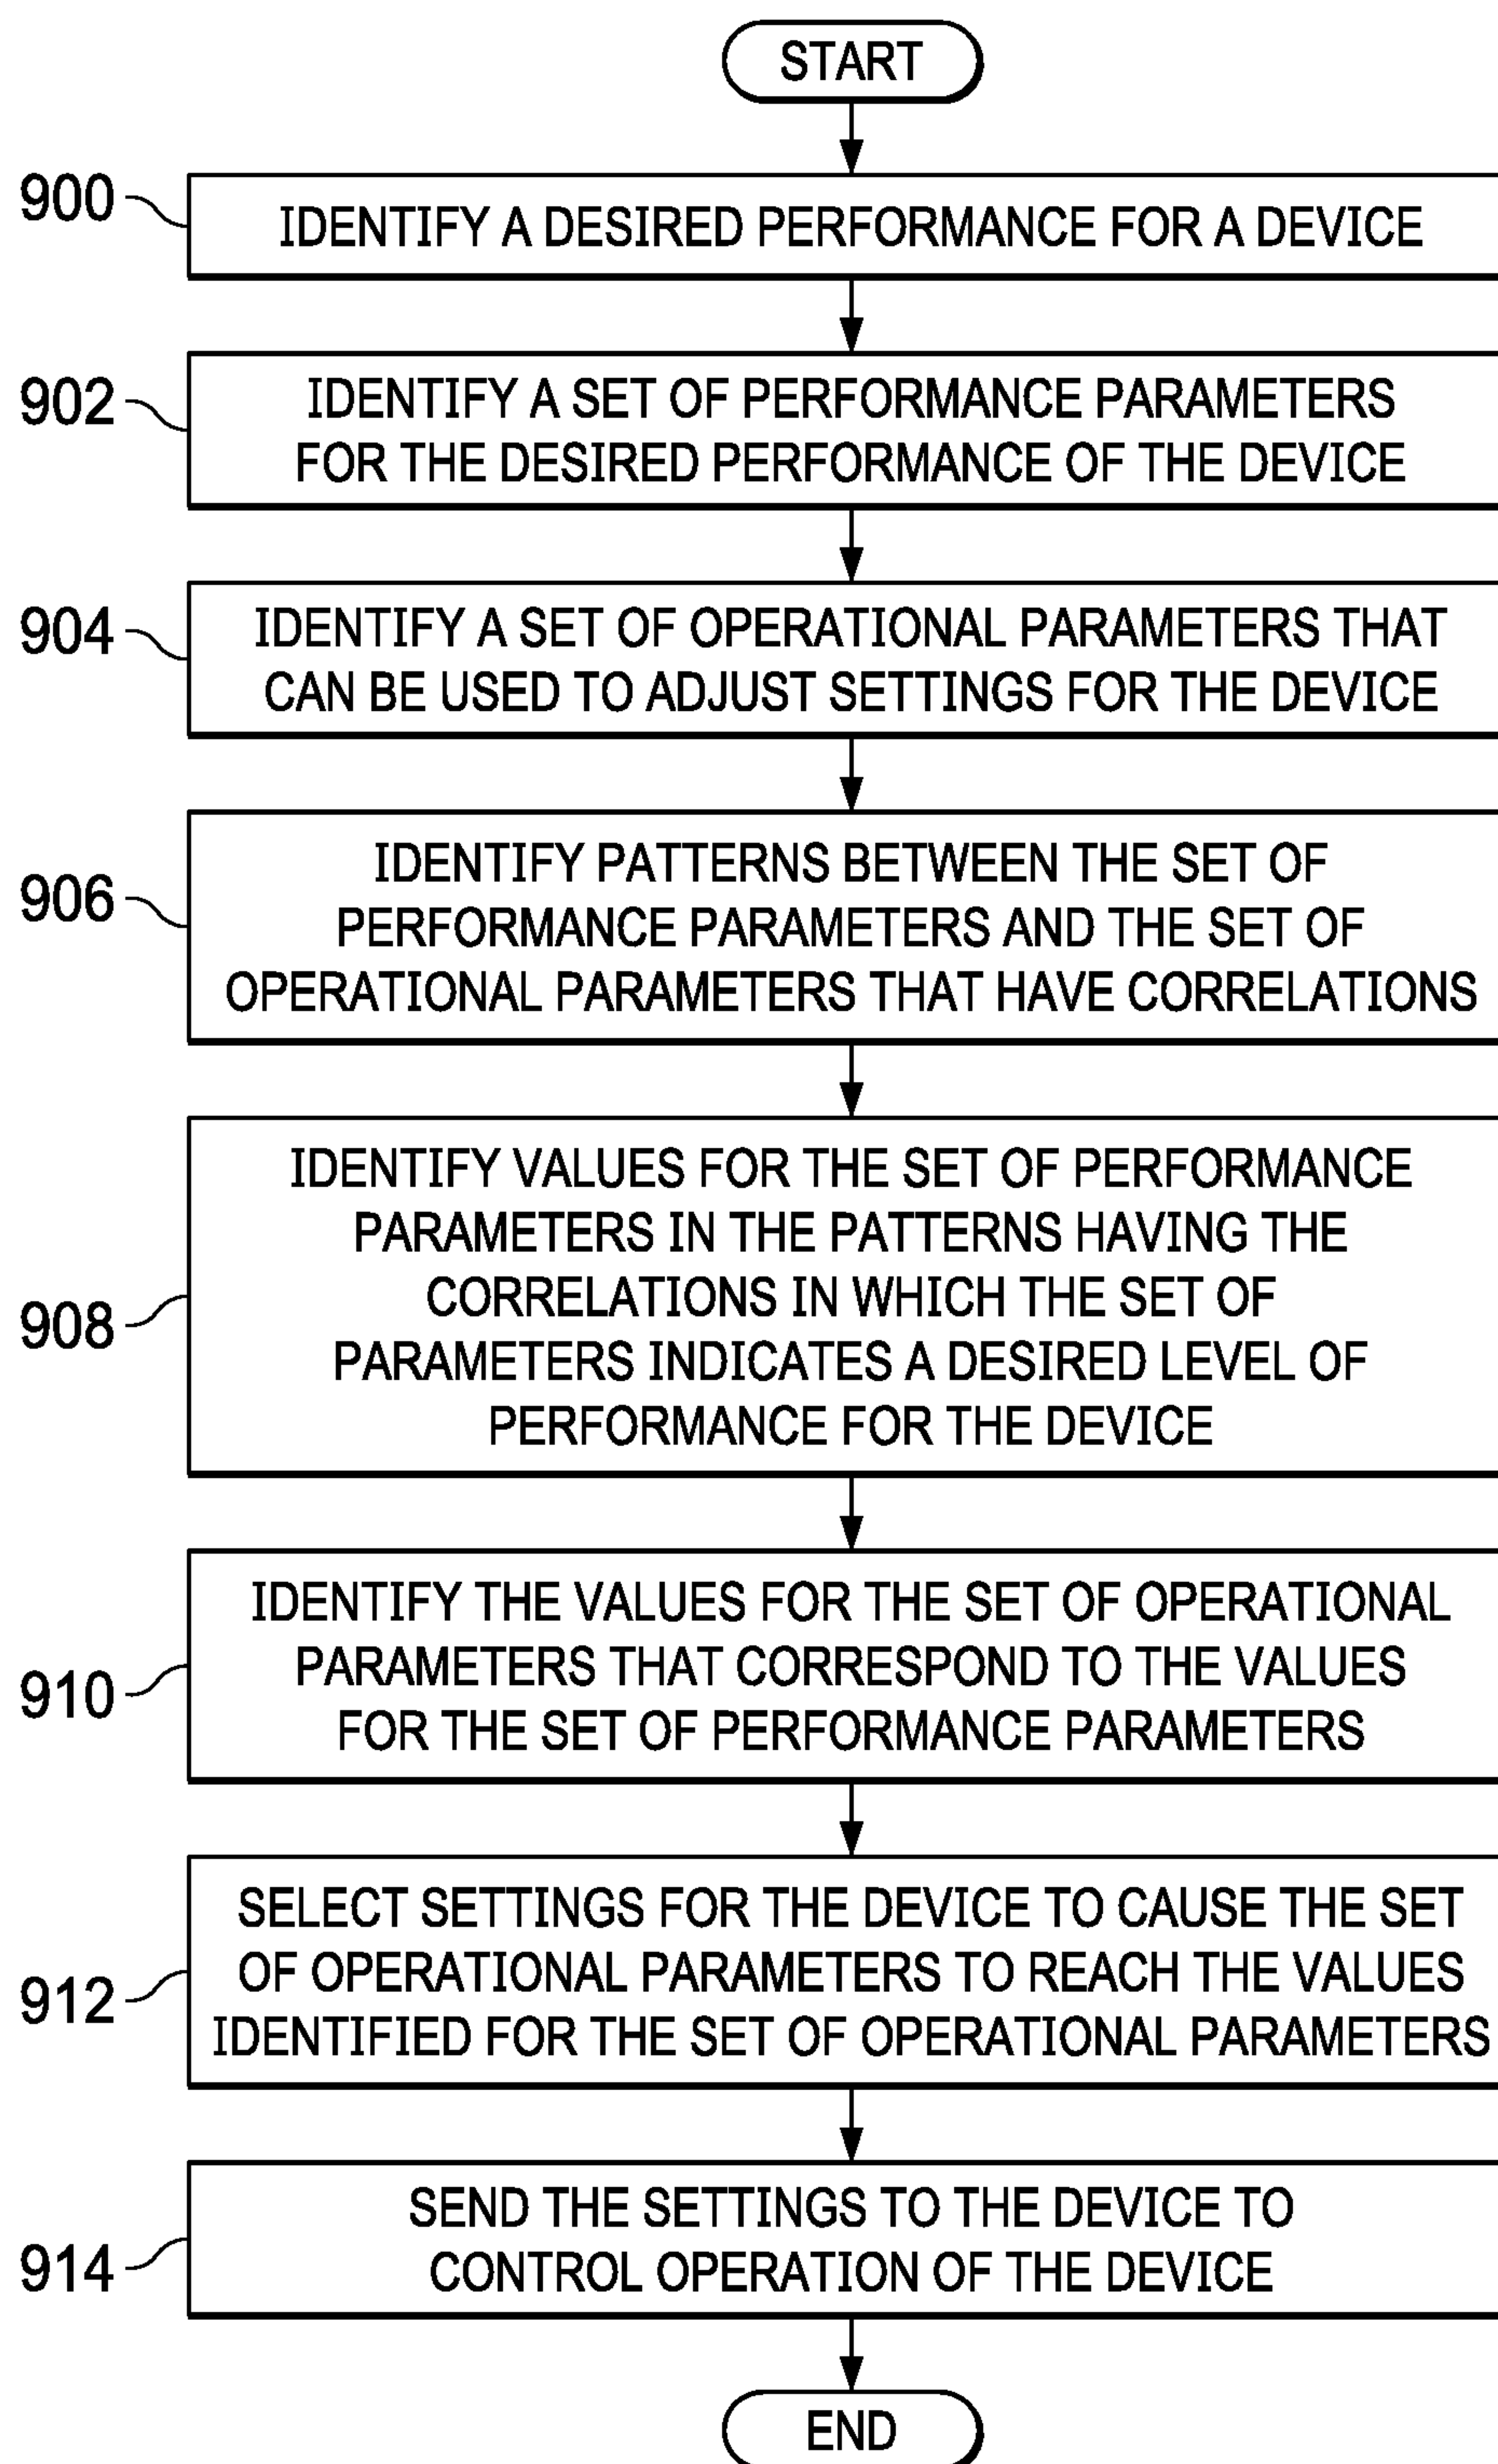 START
900
IDENTIFY A DESIRED PERFORMANCE FOR A DEVICE
902
IDENTIFY A SET OF PERFORMANCE PARAMETERS
FOR THE DESIRED PERFORMANCE OF THE DEVICE
904
IDENTIFY A SET OF OPERATIONAL PARAMETERS THAT
CAN BE USED TO ADJUST SETTINGS FOR THE DEVICE
906
IDENTIFY PATTERNS BETWEEN THE SET OF
PERFORMANCE PARAMETERS AND THE SET OF
OPERATIONAL PARAMETERS THAT HAVE CORRELATIONS
908
IDENTIFY VALUES FOR THE SET OF PERFORMANCE
PARAMETERS IN THE PATTERNS HAVING THE
CORRELATIONS IN WHICH THE SET OF
PARAMETERS INDICATES A DESIRED LEVEL OF
PERFORMANCE FOR THE DEVICE
910
IDENTIFY THE VALUES FOR THE SET OF OPERATIONAL
PARAMETERS THAT CORRESPOND TO THE VALUES
FOR THE SET OF PERFORMANCE PARAMETERS
912
SELECT SETTINGS FOR THE DEVICE TO CAUSE THE SET
OF OPERATIONAL PARAMETERS TO REACH THE VALUES
IDENTIFIED FOR THE SET OF OPERATIONAL PARAMETERS
914
SEND THE SETTINGS TO THE DEVICE TO
CONTROL OPERATION OF THE DEVICE
END